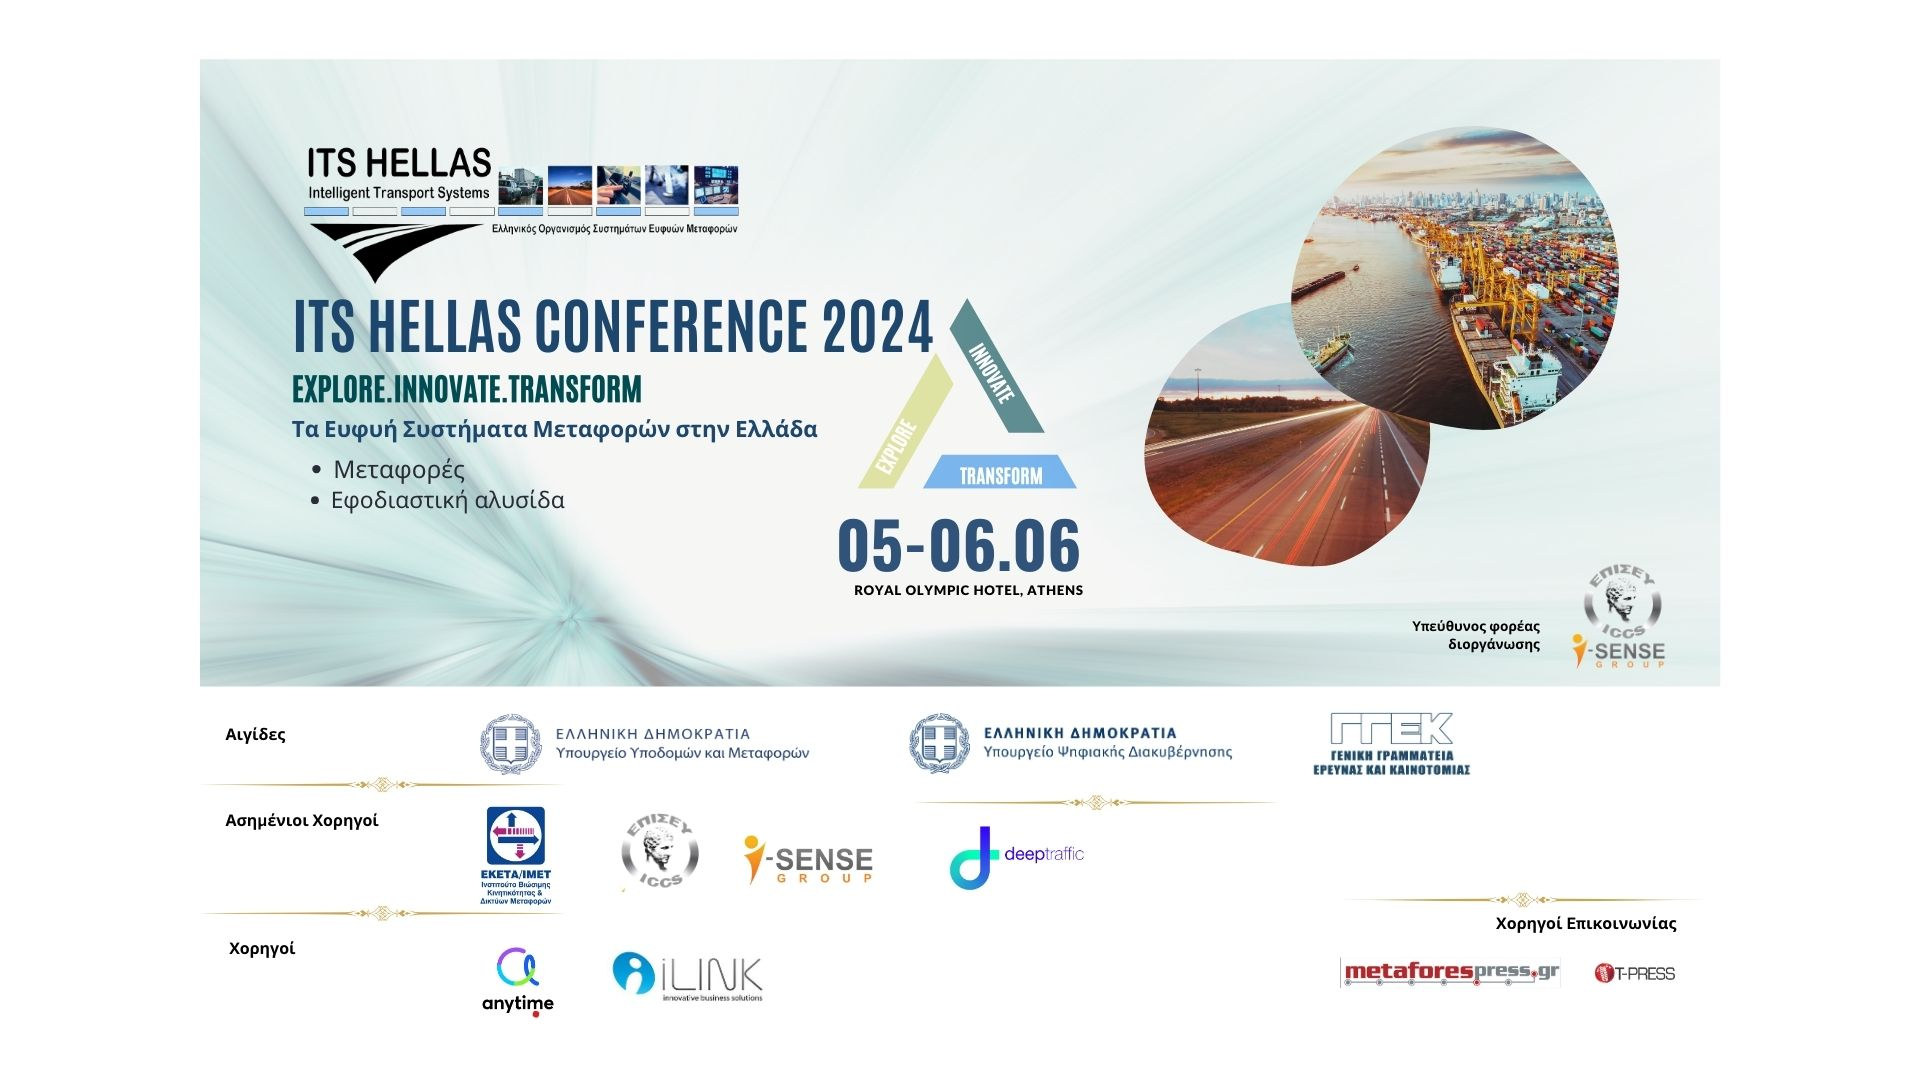 ITS HELLAS
Intelligent Transport Systems
Ελληνικός Οργανισμός Συστημάτων Ευφυών Μεταφορών
ITS HELLAS CONFERENCE 2024
EXPLORE.INNOVATE.TRANSFORM
Τα Ευφυή Συστήματα Μεταφορών στην Ελλάδα
• Μεταφορές
• Εφοδιαστική αλυσίδα
INNOVATE
EXPLORE
TRANSFORM
05-06.06
ROYAL OLYMPIC HOTEL, ATHENS
Υπεύθυνος φορέας
διοργάνωσης
ΕΠΙΣΕΥ
ICCS
i-SENSE
GROUP
Αιγίδες
ΕΛΛΗΝΙΚΗ ΔΗΜΟΚΡΑΤΙΑ
Υπουργείο Υποδομών και Μεταφορών
ΕΛΛΗΝΙΚΗ ΔΗΜΟΚΡΑΤΙΑ
Υπουργείο Ψηφιακής Διακυβέρνησης
ΓΓΕΚ
ΓΕΝΙΚΗ ΓΡΑΜΜΑΤΕΙΑ
ΕΡΕΥΝΑΣ ΚΑΙ ΚΑΙΝΟΤΟΜΙΑΣ
Ασημένιοι Χορηγοί
ΕΚΕΤΑ/ΙΜΕΤ
Ινστιτούτο Βιώσιμης
Κινητικότητας &
Δικτύων Μεταφορών
ΕΠΙΣΕΥ
ICCS
i-SENSE
GROUP
deeptraffic
Χορηγοί
anytime
iLINK
innovative business solutions
Χορηγοί Επικοινωνίας
metaforespress.gr
T-PRESS